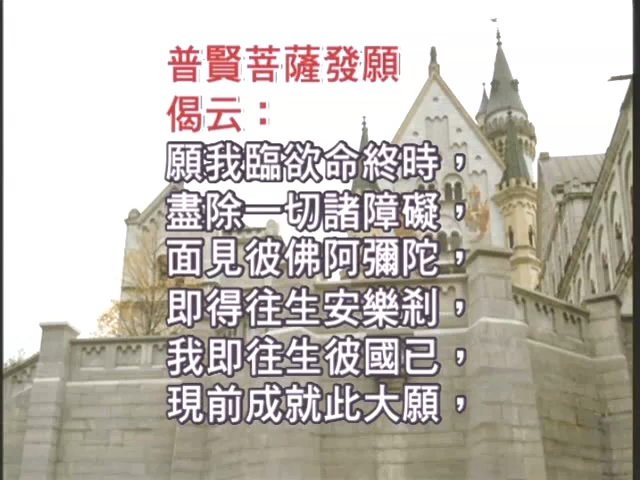 普賢菩薩發願
偈云：
願我臨欲命終時，
盡除一切諸障礙，
面見彼佛阿彌陀，
即得往生安樂剎，
我即往生彼國已，
現前成就此大願，